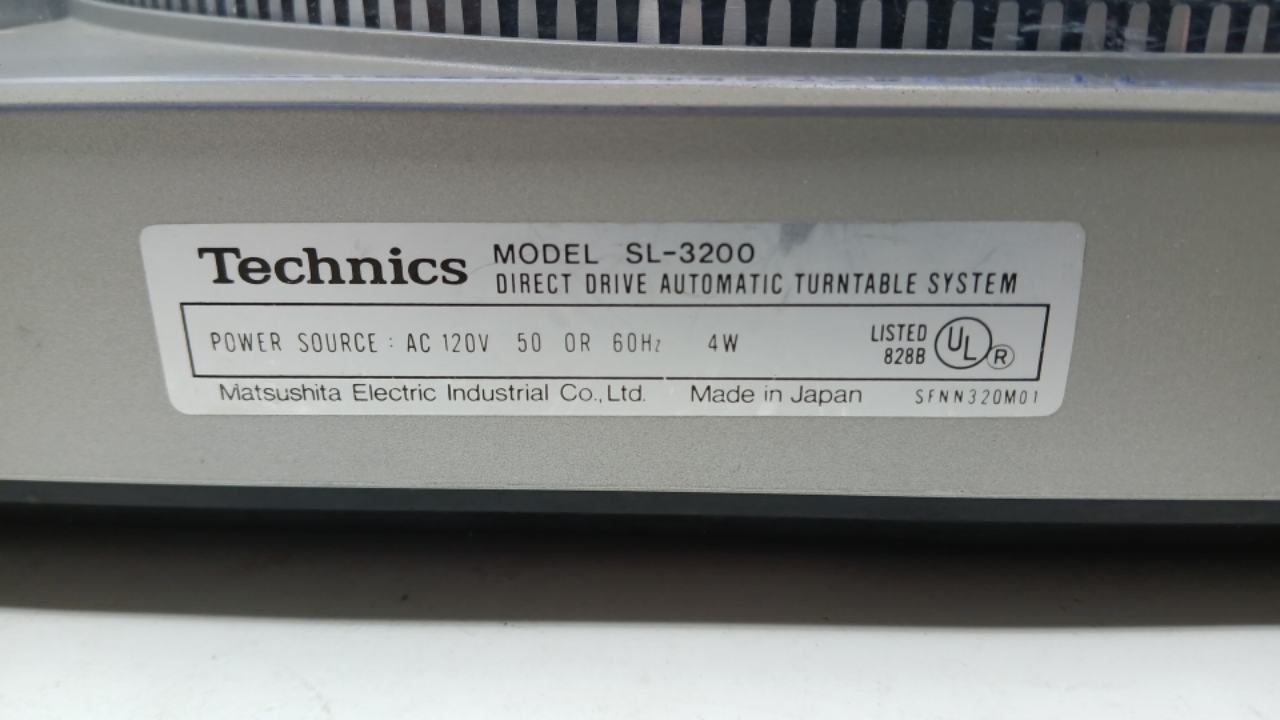 Technics MODEL SL-3200
DIRECT DRIVE AUTOMATIC TURNTABLE SYSTEM
POWER SOURCE : AC 120V 50 OR 60Hz 4W LISTED 828B UL R
Matsushita Electric Industrial Co., Ltd. Made in Japan SFNN320M01